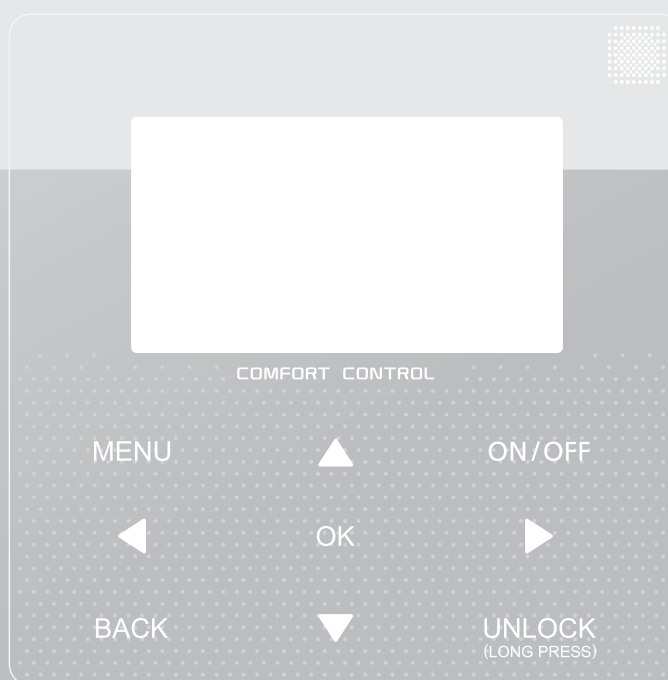 COMFORT CONTROL
MENU
ON/OFF
OK
BACK
UNLOCK
(LONG PRESS)